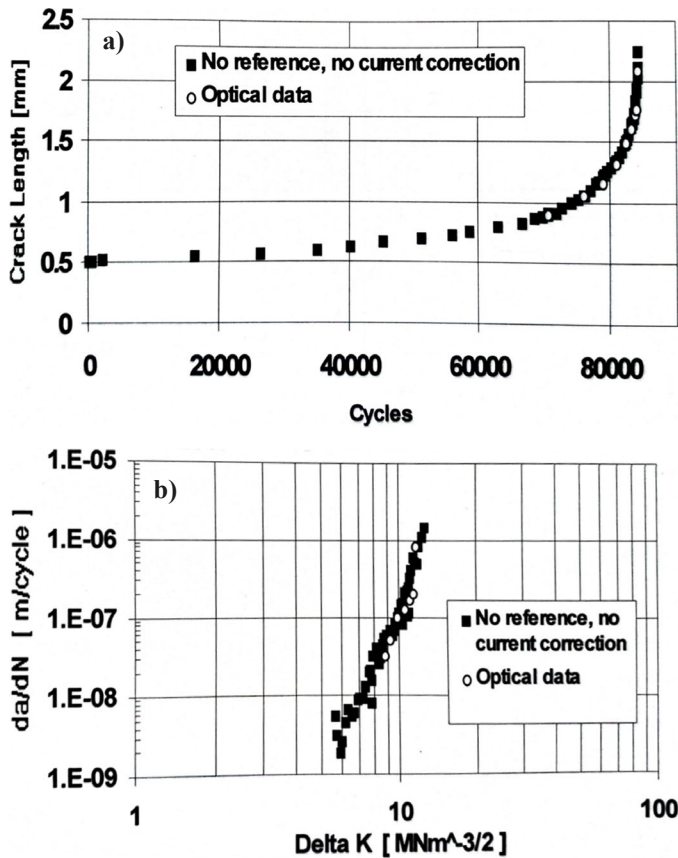 a)
No reference, no current correction
Optical data
Crack Length [mm]
2.5
2
1.5
1
0.5
0
0
20000
40000
60000
80000
Cycles
b)
1.E-05
1.E-06
1.E-07
1.E-08
1.E-09
da/dN [ m/cycle ]
No reference, no
current correction
Optical data
1
10
100
Delta K [ MNm^-3/2 ]